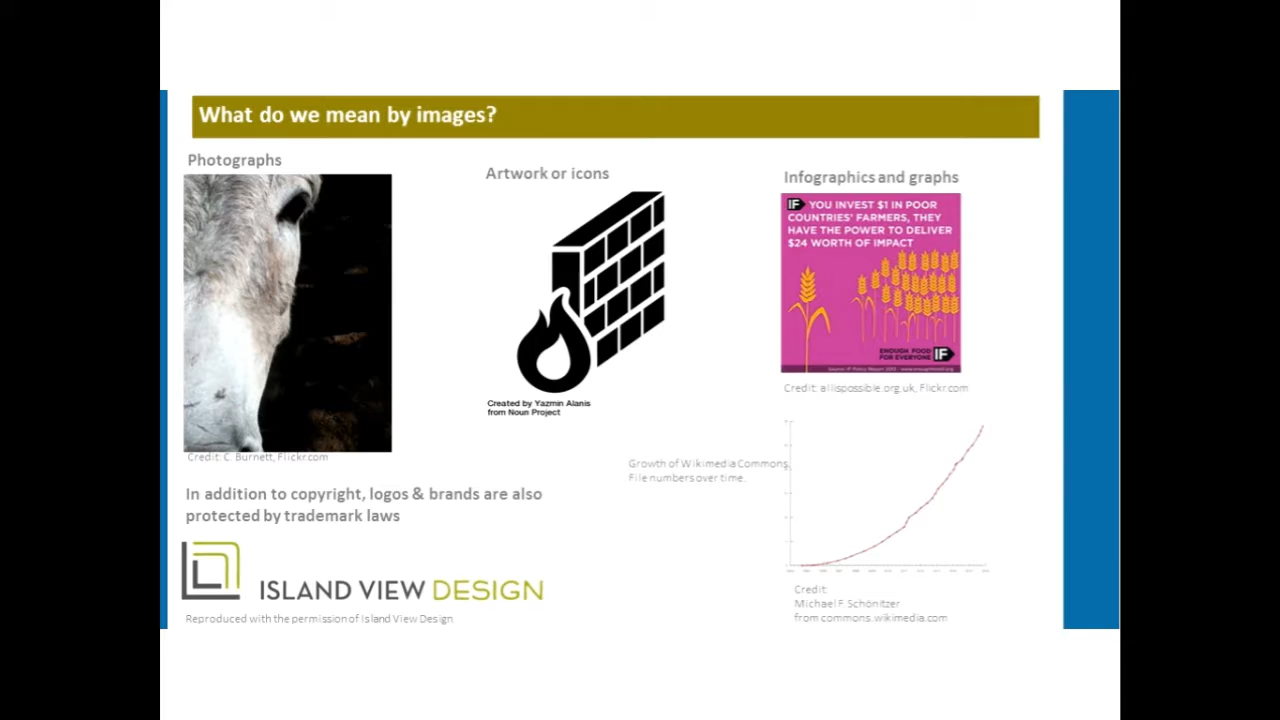 What do we mean by images?
Photographs
Credit: C. Burnett, Flickr.com
Artwork or icons
Created by Yazmin Alanis
from Noun Project
Infographics and graphs
IF YOU INVEST $1 IN POOR
COUNTRIES' FARMERS, THEY
HAVE THE POWER TO DELIVER
$24 WORTH OF IMPACT
ENOUGH FOOD
FOR EVERYONE IF
Credit: allispossible.org.uk, Flickr.com
Growth of Wikimedia Commons.
File numbers over time.
Credit:
Michael F. Schönitzer
from commons.wikimedia.com
In addition to copyright, logos & brands are also
protected by trademark laws
ISLAND VIEW DESIGN
Reproduced with the permission of Island View Design